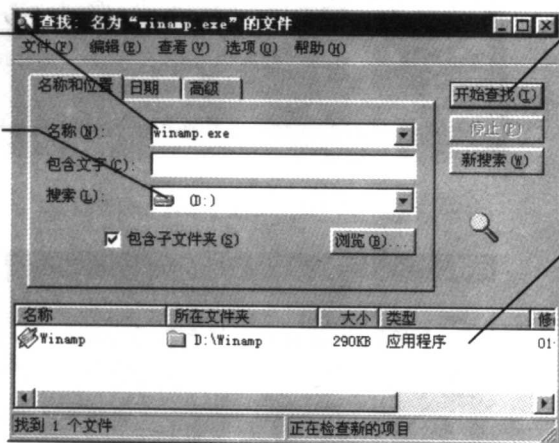 查找: 名为“winamp.exe”的文件
文件(F) 编辑(E) 查看(V) 选项(O) 帮助(H)
名称和位置 日期 高级
名称(N): winamp.exe
包含文字(C):
搜索(L): (D:)
包含子文件夹(S) 浏览(B)...
开始查找(I)
停止(P)
新搜索(W)
名称 所在文件夹 大小 类型 修
Winamp D:\Winamp 290KB 应用程序 01-
找到 1 个文件 正在检查新的项目